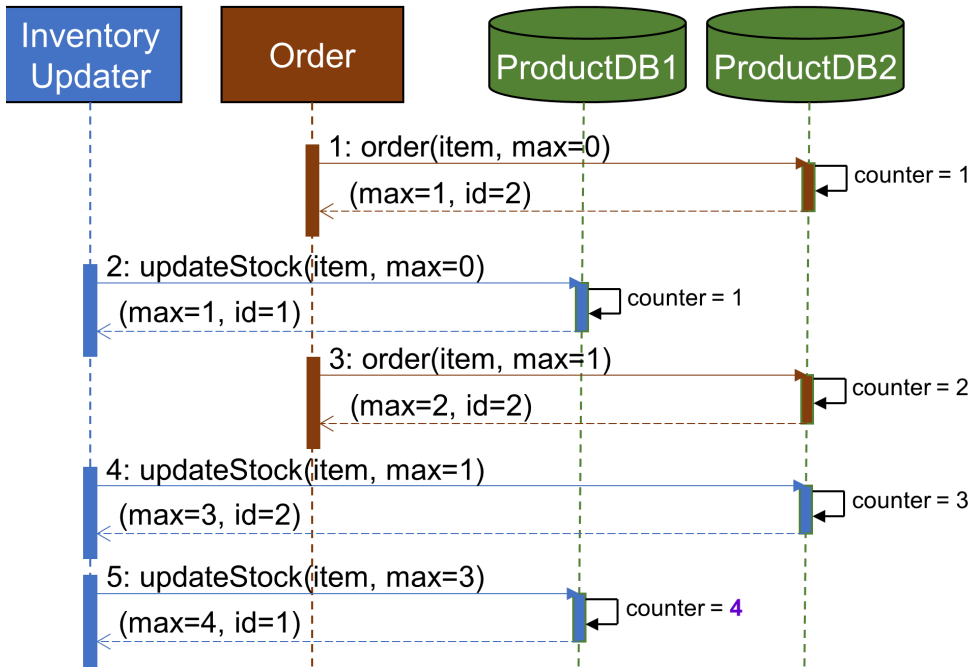 Inventory
Updater
Order
ProductDB1
ProductDB2
1: order(item, max=0)
counter = 1
(max=1, id=2)
2: updateStock(item, max=0)
counter = 1
(max=1, id=1)
3: order(item, max=1)
counter = 2
(max=2, id=2)
4: updateStock(item, max=1)
counter = 3
(max=3, id=2)
5: updateStock(item, max=3)
counter = 4
(max=4, id=1)